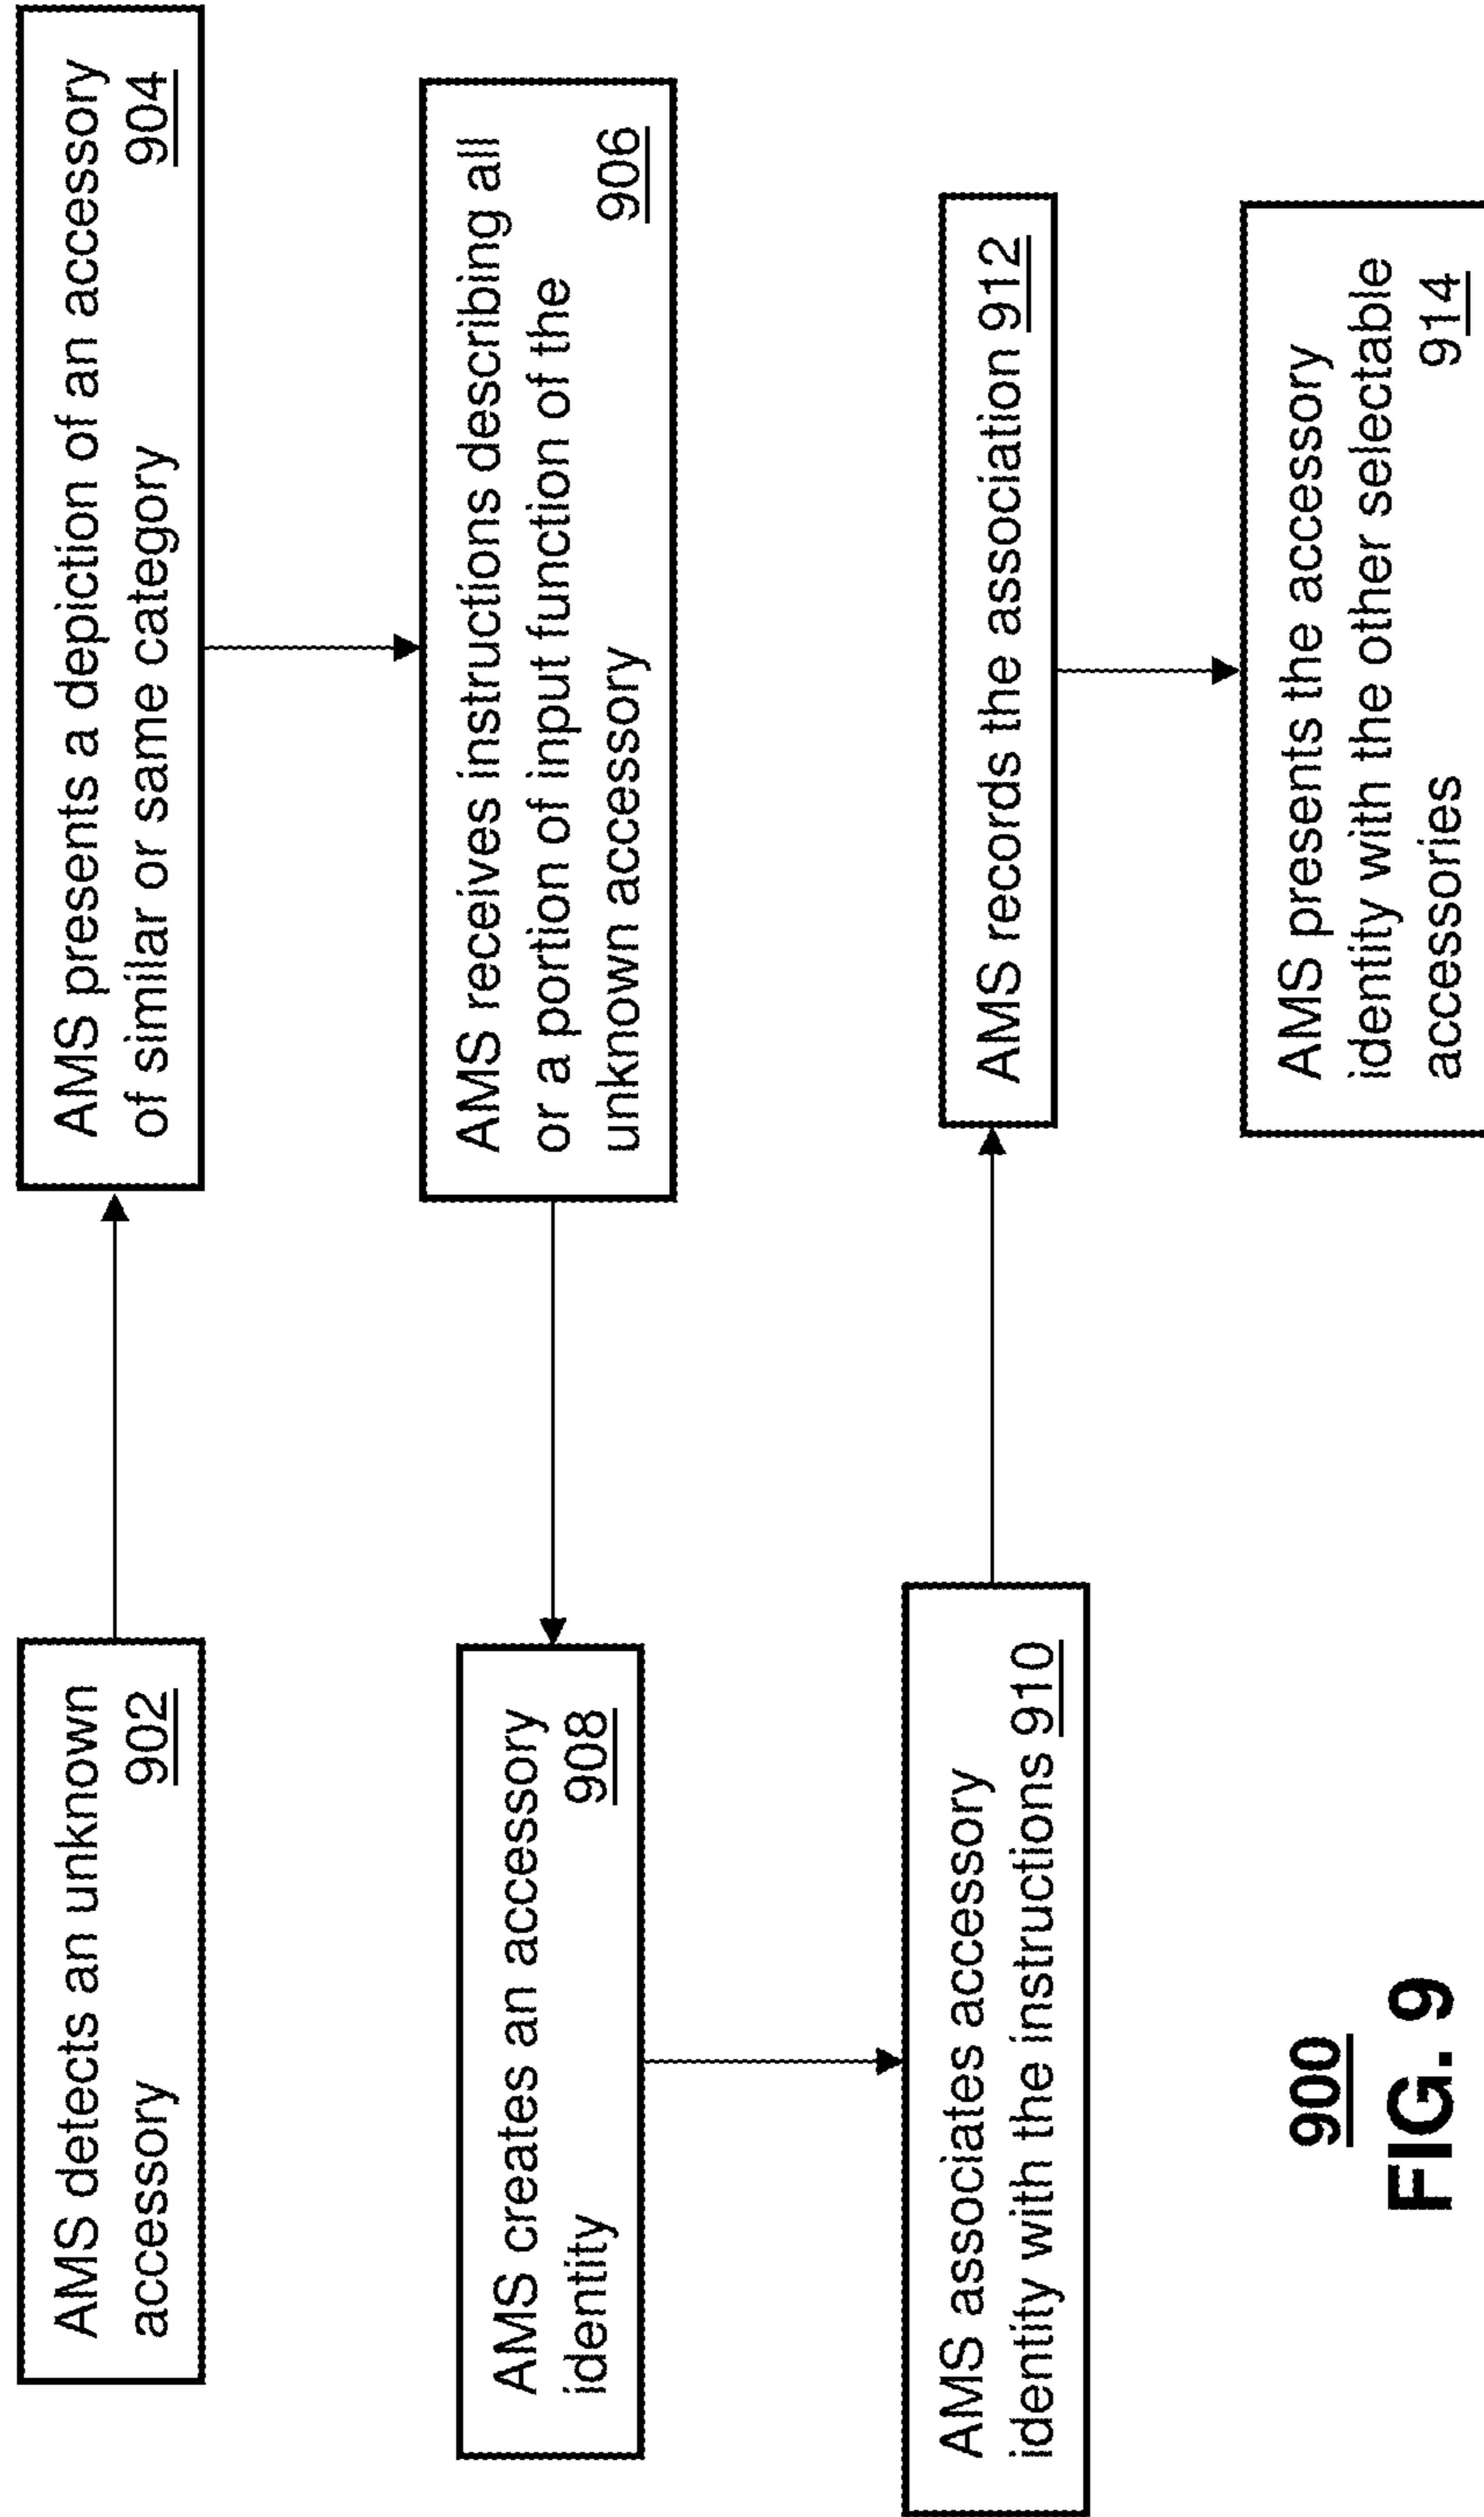 AMS detects an unknown
accessory 902
AMS presents a depiction of an accessory
of similar or same category 904
AMS receives instructions describing all
or a portion of input function of the
unknown accessory 906
AMS creates an accessory
identity 908
AMS associates accessory
identity with the instructions 910
AMS records the association 912
AMS presents the accessory
identity with the other selectable
accessories 914
900
FIG. 9